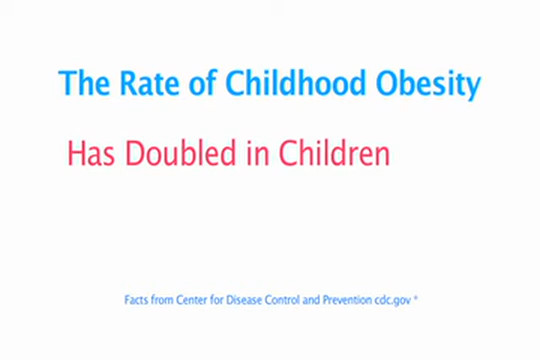 The Rate of Childhood Obesity
Has Doubled in Children
Facts from Center for Disease Control and Prevention cdc.gov *